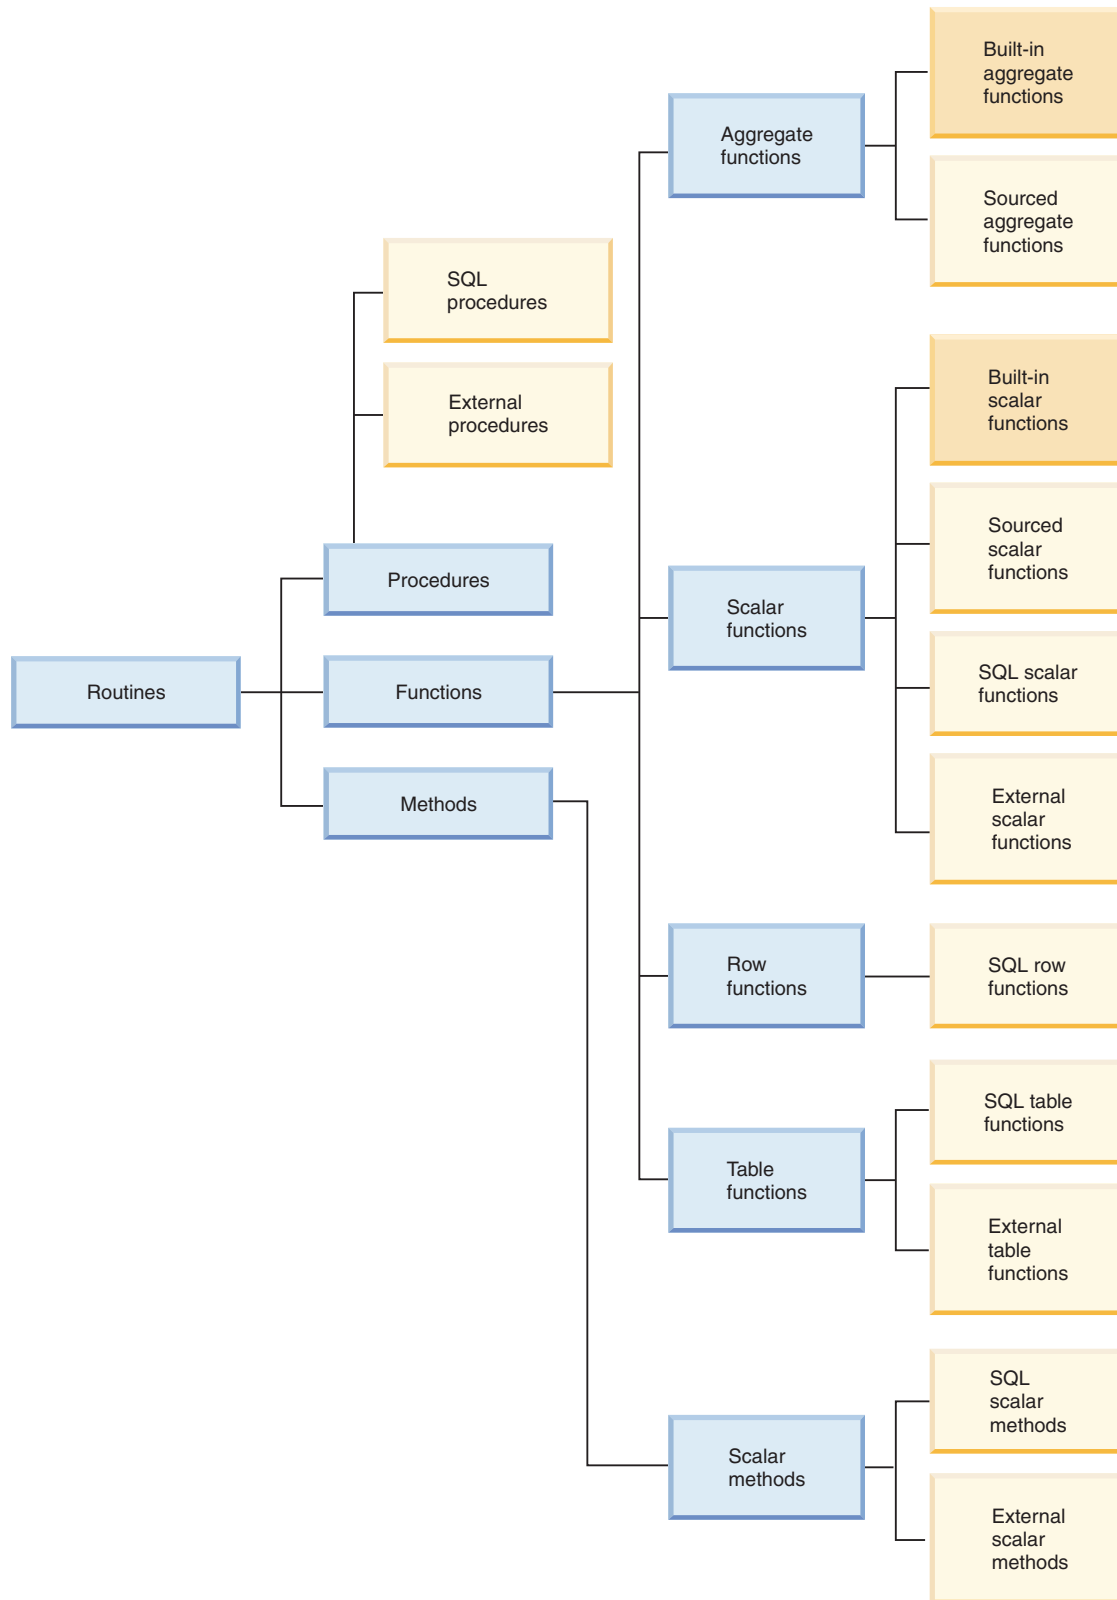 Routines
Procedures
Functions
Methods
SQL
procedures
External
procedures
Aggregate
functions
Scalar
functions
Row
functions
Table
functions
Scalar
methods
Built-in
aggregate
functions
Sourced
aggregate
functions
Built-in
scalar
functions
Sourced
scalar
functions
SQL scalar
functions
External
scalar
functions
SQL row
functions
SQL table
functions
External
table
functions
SQL
scalar
methods
External
scalar
methods